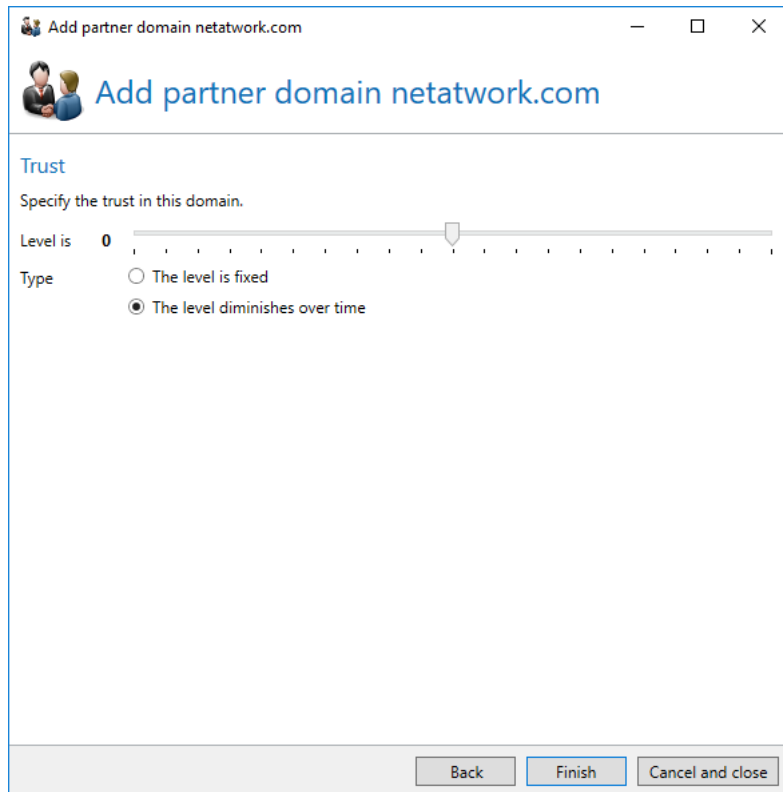 Add partner domain netatwork.com
Add partner domain netatwork.com
Trust
Specify the trust in this domain.
Level is 0
Type The level is fixed
The level diminishes over time
Back Finish Cancel and close